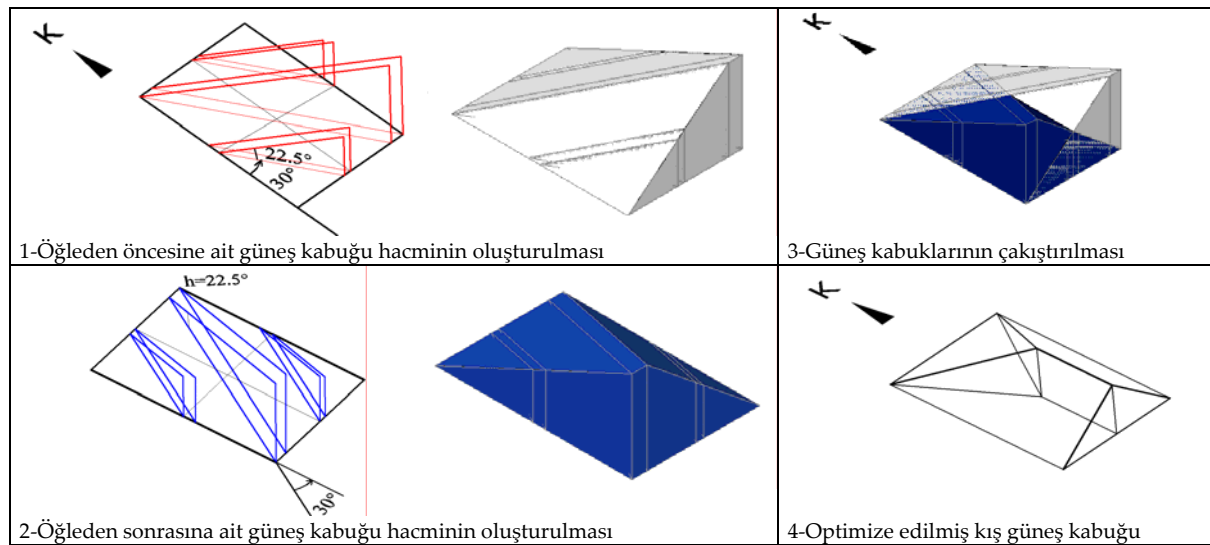 K
22.5°
30°
1-Öğleden öncesine ait güneş kabuğu hacminin oluşturulması
K
3-Güneş kabuklarının çakıştırılması
h=22.5°
30°
2-Öğleden sonrasına ait güneş kabuğu hacminin oluşturulması
K
4-Optimize edilmiş kış güneş kabuğu